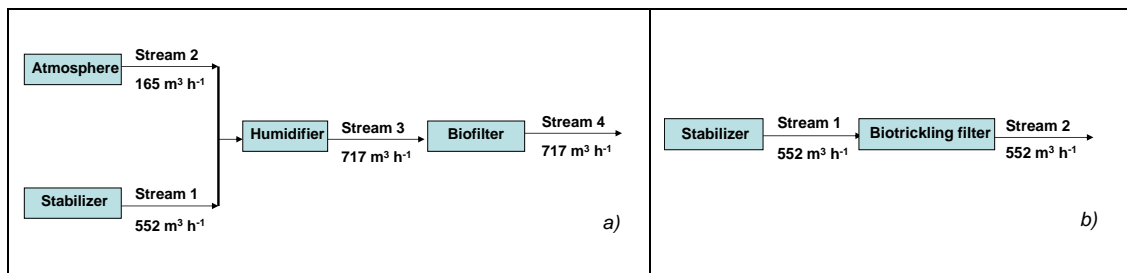 Stream 2
Atmosphere
165 m³ h⁻¹
Humidifier
Stream 3
717 m³ h⁻¹
Biofilter
Stream 4
717 m³ h⁻¹
Stabilizer
Stream 1
552 m³ h⁻¹
a)
Stabilizer
Stream 1
552 m³ h⁻¹
Biotrickling filter
Stream 2
552 m³ h⁻¹
b)